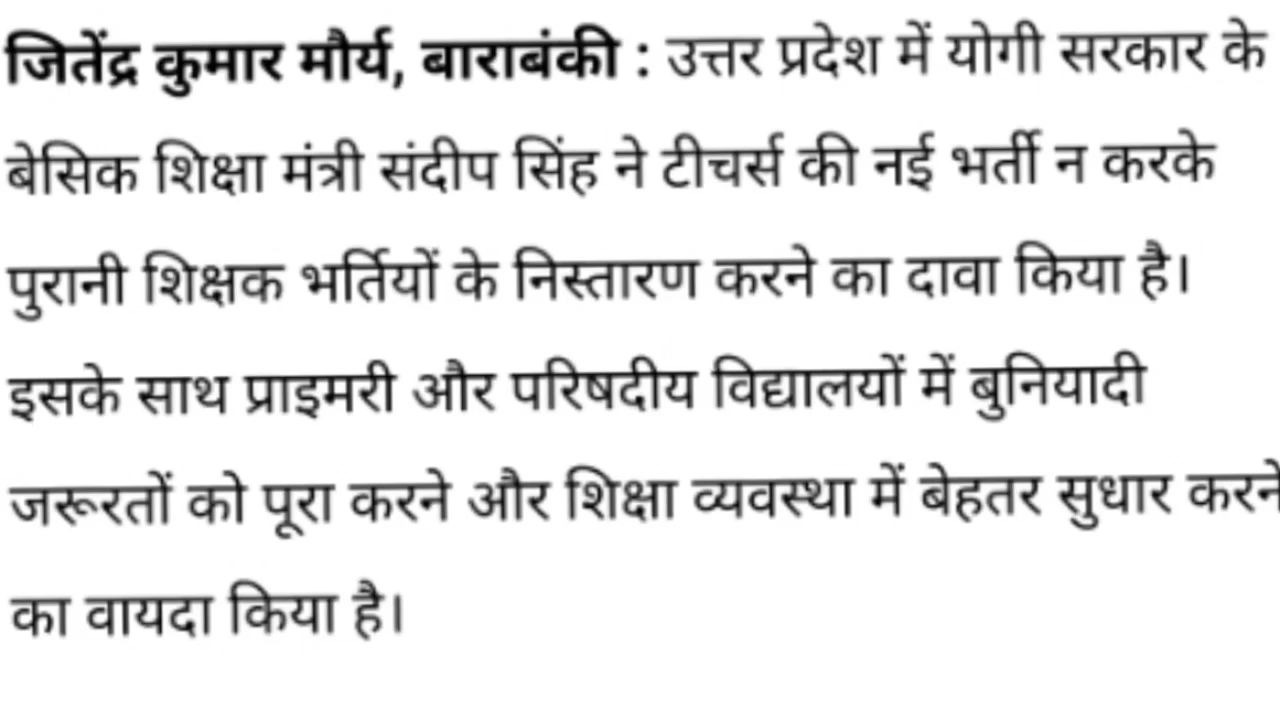 जितेंद्र कुमार मौर्य, बाराबंकी : उत्तर प्रदेश में योगी सरकार के
बेसिक शिक्षा मंत्री संदीप सिंह ने टीचर्स की नई भर्ती न करके
पुरानी शिक्षक भर्तियों के निस्तारण करने का दावा किया है।
इसके साथ प्राइमरी और परिषदीय विद्यालयों में बुनियादी
जरूरतों को पूरा करने और शिक्षा व्यवस्था में बेहतर सुधार करने
का वायदा किया है।